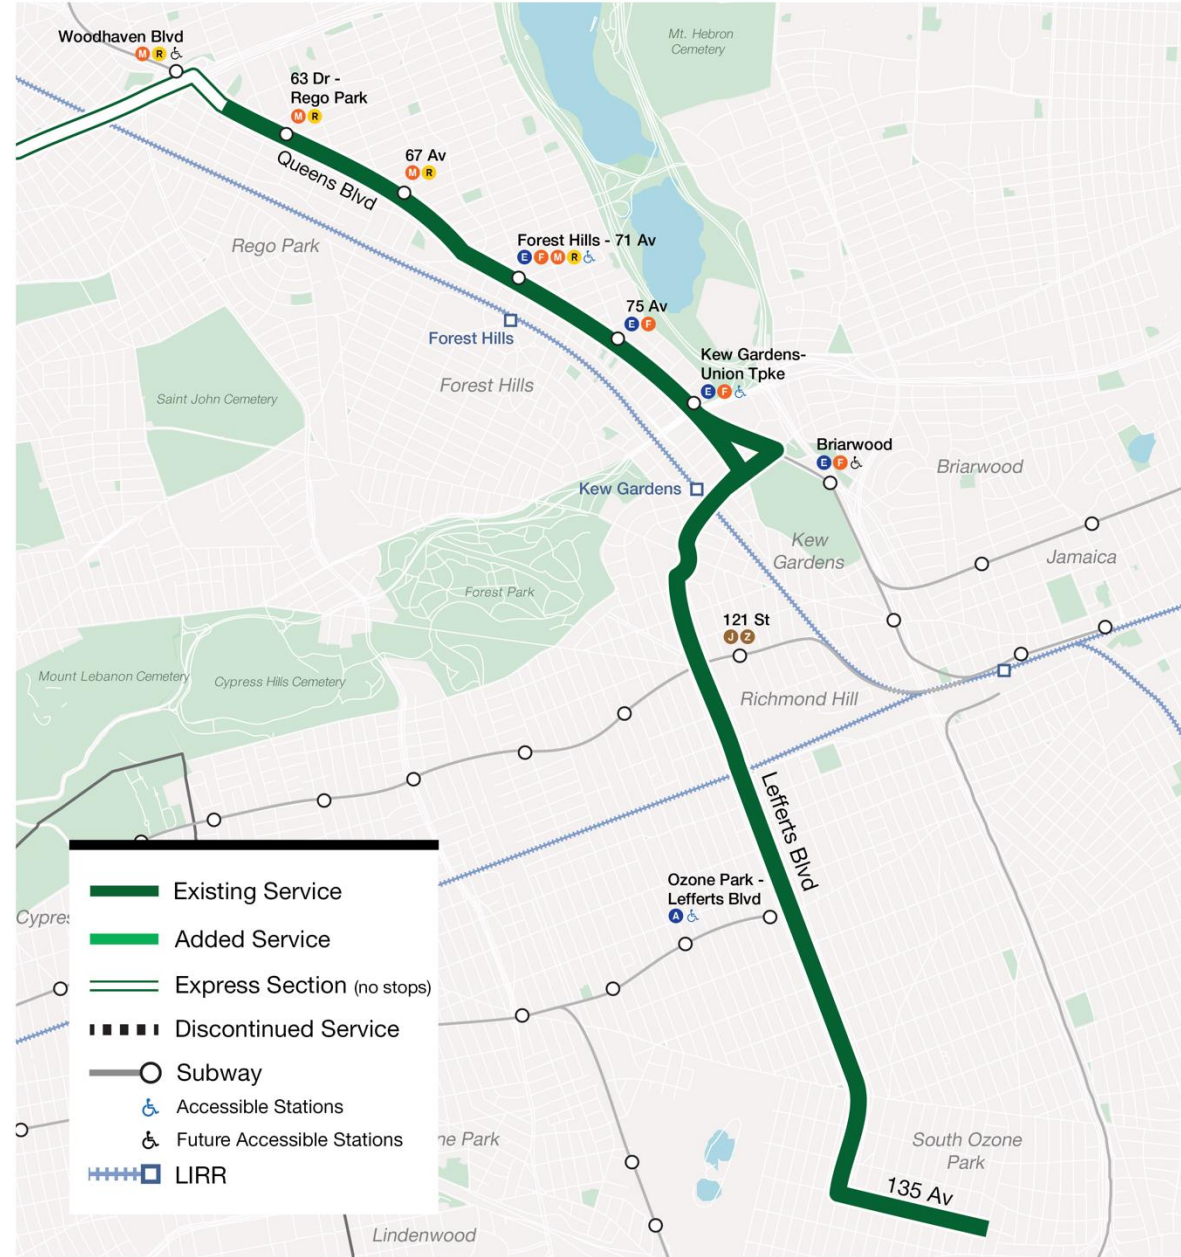 Woodhaven Blvd
M R
63 Dr -
Rego Park
M R
67 Av
M R
Queens Blvd
Mt. Hebron
Cemetery
Rego Park
Forest Hills - 71 Av
E F M R
Forest Hills
75 Av
E F
Forest Hills
Kew Gardens-
Union Tpke
E F
Saint John Cemetery
Briarwood
E F
Briarwood
Kew Gardens
Kew
Gardens
Jamaica
Forest Park
121 St
J Z
Mount Lebanon Cemetery
Cypress Hills Cemetery
Richmond Hill
Lefferts Blvd
Ozone Park -
Lefferts Blvd
A
Cypres
Existing Service
Added Service
Express Section (no stops)
Discontinued Service
Subway
Accessible Stations
Future Accessible Stations
LIRR
ne Park
South Ozone
Park
135 Av
Lindenwood